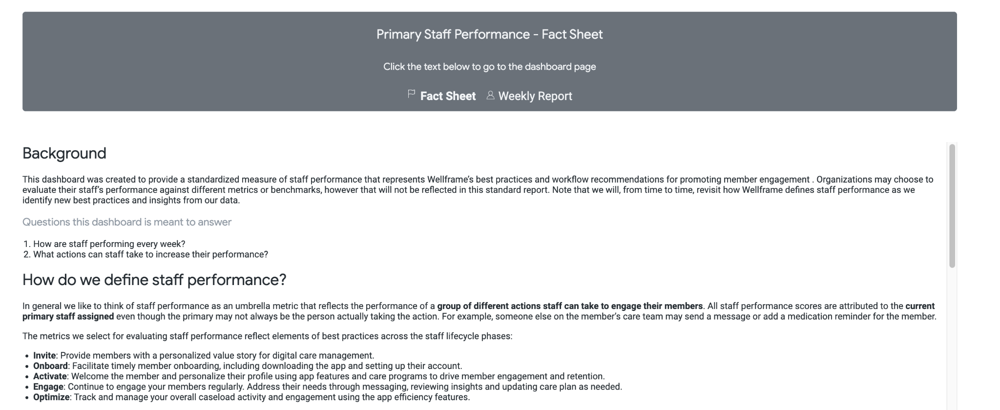 Primary Staff Performance - Fact Sheet
Click the text below to go to the dashboard page
Fact Sheet Weekly Report
Background
This dashboard was created to provide a standardized measure of staff performance that represents Wellframe’s best practices and workflow recommendations for promoting member engagement . Organizations may choose to
evaluate their staff’s performance against different metrics or benchmarks, however that will not be reflected in this standard report. Note that we will, from time to time, revisit how Wellframe defines staff performance as we
identify new best practices and insights from our data.
Questions this dashboard is meant to answer
1. How are staff performing every week?
2. What actions can staff take to increase their performance?
How do we define staff performance?
In general we like to think of staff performance as an umbrella metric that reflects the performance of a group of different actions staff can take to engage their members. All staff performance scores are attributed to the current
primary staff assigned even though the primary may not always be the person actually taking the action. For example, someone else on the member’s care team may send a message or add a medication reminder for the member.
The metrics we select for evaluating staff performance reflect elements of best practices across the staff lifecycle phases:
• Invite: Provide members with a personalized value story for digital care management.
• Onboard: Facilitate timely member onboarding, including downloading the app and setting up their account.
• Activate: Welcome the member and personalize their profile using app features and care programs to drive member engagement and retention.
• Engage: Continue to engage your members regularly. Address their needs through messaging, reviewing insights and updating care plan as needed.
• Optimize: Track and manage your overall caseload activity and engagement using the app efficiency features.